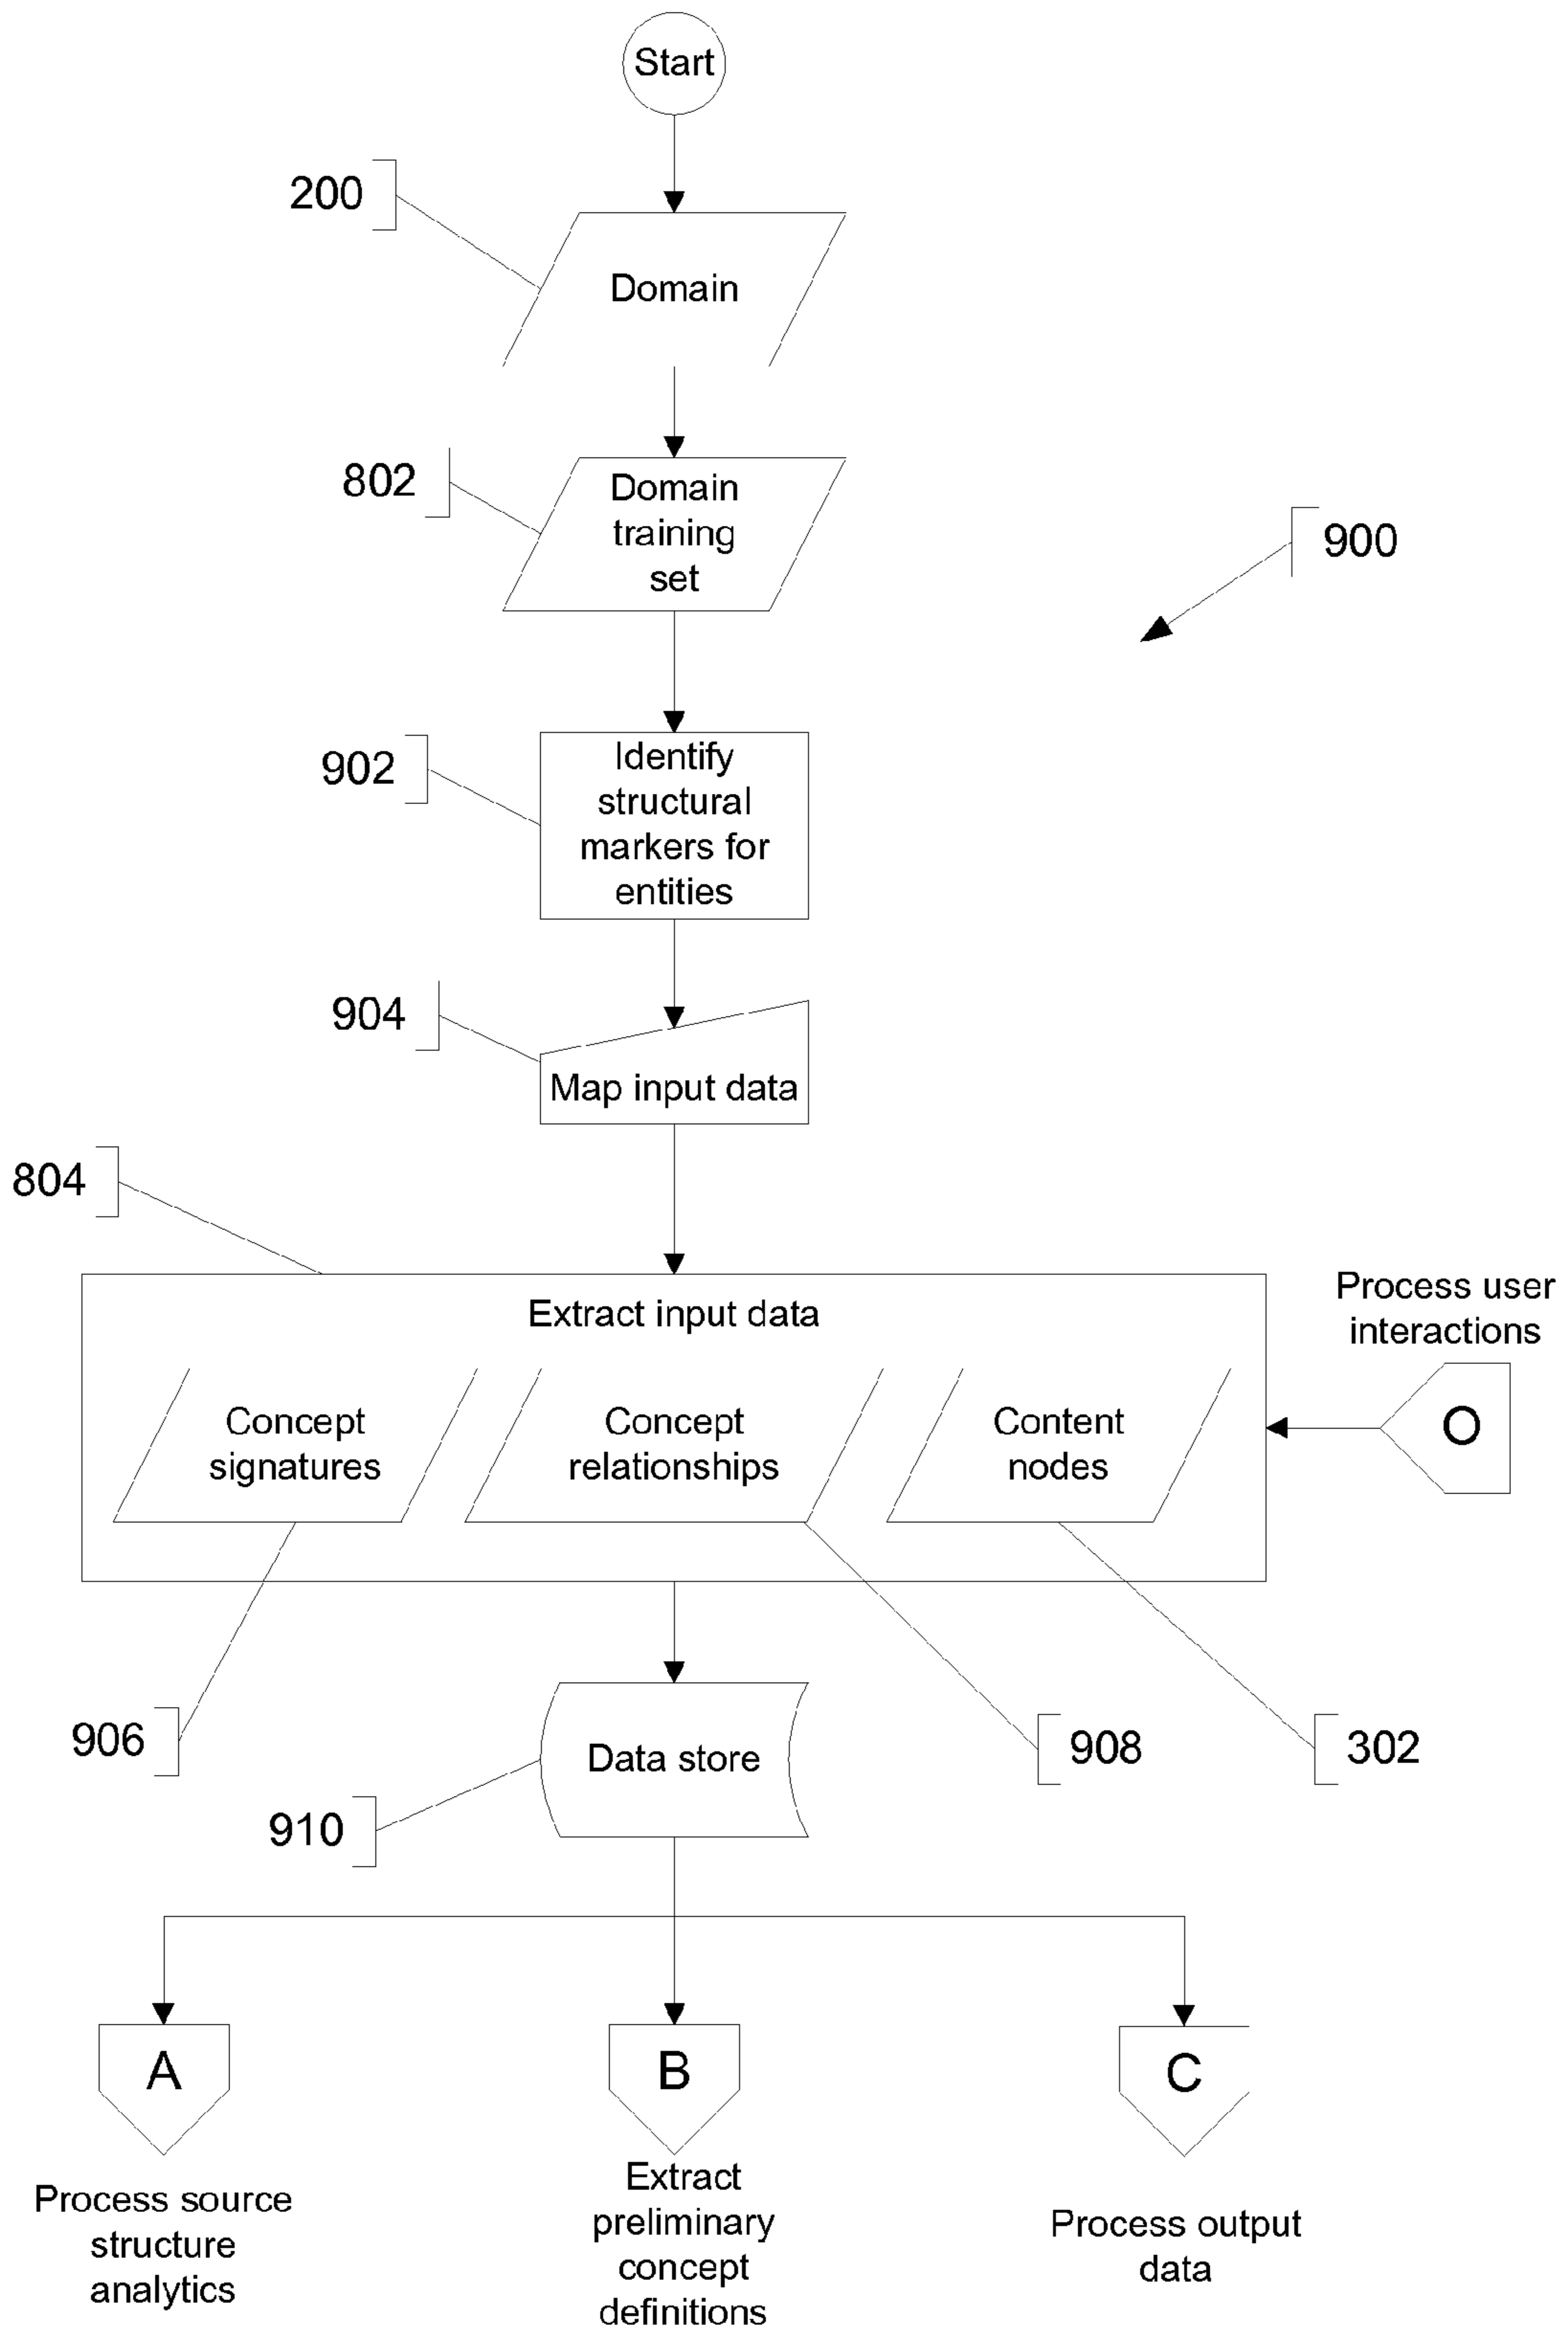 Start
200
Domain
802
Domain
training
set
900
902
Identify
structural
markers for
entities
904
Map input data
804
Extract input data
Process user
interactions
O
Concept
signatures
Concept
relationships
Content
nodes
906
908
302
Data store
910
A
B
C
Process source
structure
analytics
Extract
preliminary
concept
definitions
Process output
data